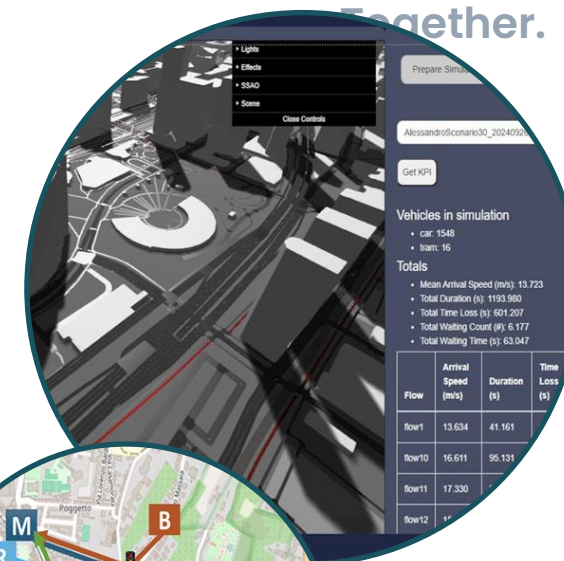 Together.
Lights
Effects
SSAO
Scene
Close Controls
Prepare
AlessandroScenario30_2024092
Get KPI
Vehicles in simulation
car: 1548
tram: 16
Totals
Mean Arrival Speed (m/s): 13.723
Total Duration (s): 1193.980
Total Time Loss (s): 601.207
Total Waiting Count (#): 6.177
Total Waiting Time (s): 63.047
Flow Arrival Speed (m/s) Duration (s) Time Loss (s)
flow1 13.634 41.161
flow10 16.611 95.131
flow11 17.330
flow12
Poggetto
M
B